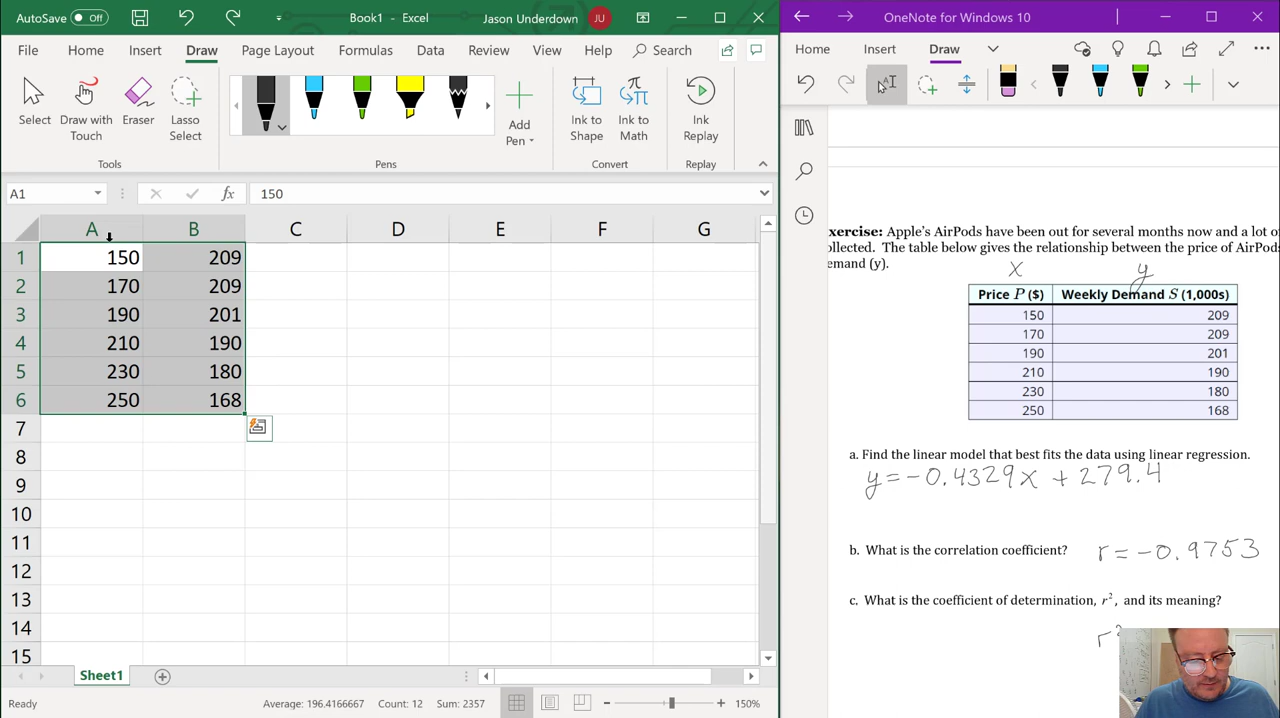 AutoSave Off Book1 - Excel Jason Underdown JU
File Home Insert Draw Page Layout Formulas Data Review View Help Search
Select Draw with Touch Eraser Lasso Select
Add Pen Ink to Shape Ink to Math Ink Replay
Tools Pens Convert Replay
A1 fx 150
A B C D E F G
1 150 209
2 170 209
3 190 201
4 210 190
5 230 180
6 250 168
7
8
9
10
11
12
13
14
15
Sheet1
Ready Average: 196.4166667 Count: 12 Sum: 2357 150%
OneNote for Windows 10
Home Insert Draw
xercise: Apple's AirPods have been out for several months now and a lot o
ollected. The table below gives the relationship between the price of AirPods
emand (y).
x y
Price P ($) Weekly Demand S (1,000s)
150 209
170 209
190 201
210 190
230 180
250 168
a. Find the linear model that best fits the data using linear regression.
y = -0.4329x + 279.4
b. What is the correlation coefficient? r = -0.9753
c. What is the coefficient of determination, r², and its meaning?
r²